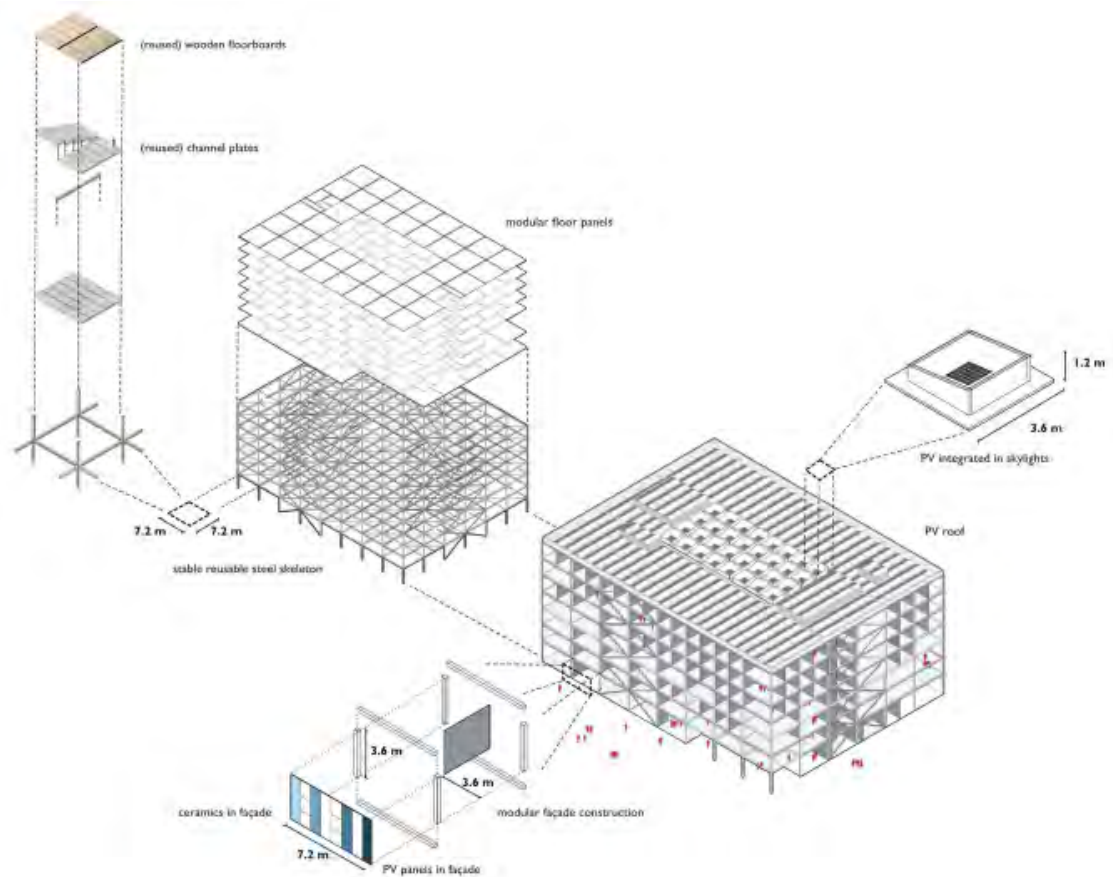 (reused) wooden floorboards
(reused) channel plates
modular floor panels
1.2 m
3.6 m
PV integrated in skylights
PV roof
7.2 m
7.2 m
stable reusable steel skeleton
3.6 m
3.6 m
ceramics in façade
modular façade construction
7.2 m
PV panels in façade